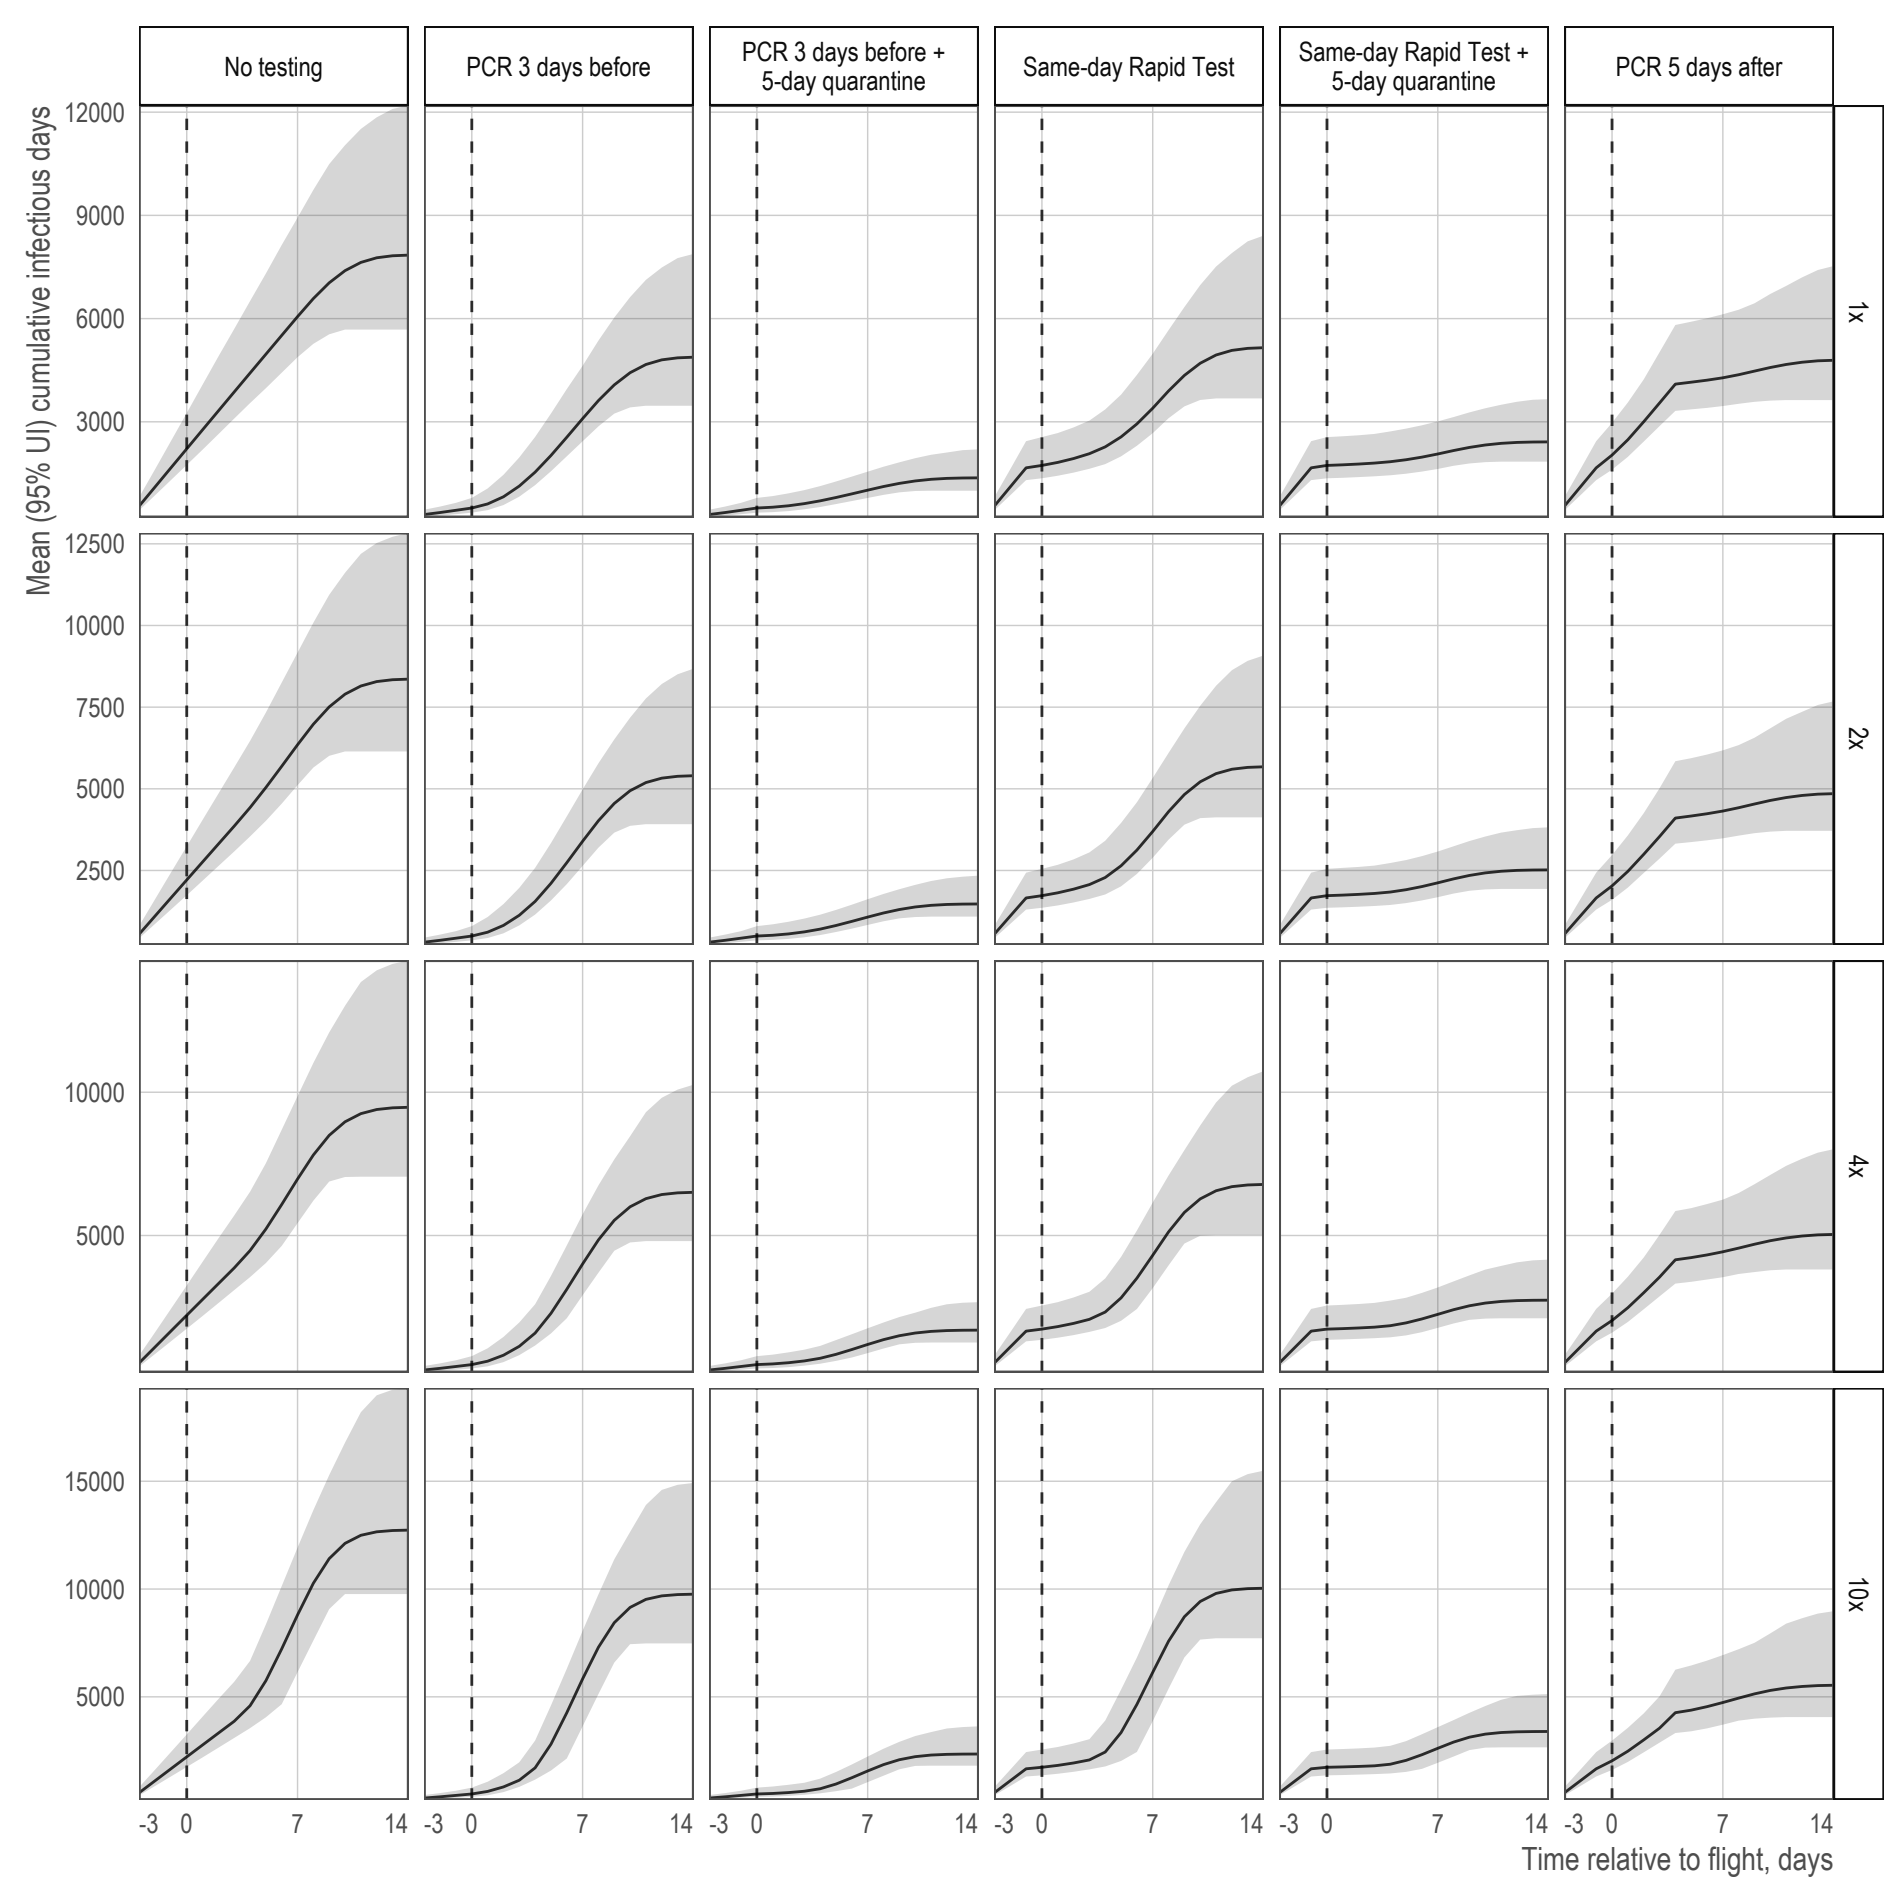 No testing
PCR 3 days before
PCR 3 days before +
5-day quarantine
Same-day Rapid Test
Same-day Rapid Test +
5-day quarantine
PCR 5 days after
Mean (95% UI) cumulative infectious days
12000
9000
6000
3000
1x
12500
10000
7500
5000
2500
2x
10000
5000
4x
15000
10000
5000
10x
-3 0 7 14 -3 0 7 14 -3 0 7 14 -3 0 7 14 -3 0 7 14 -3 0 7 14
Time relative to flight, days